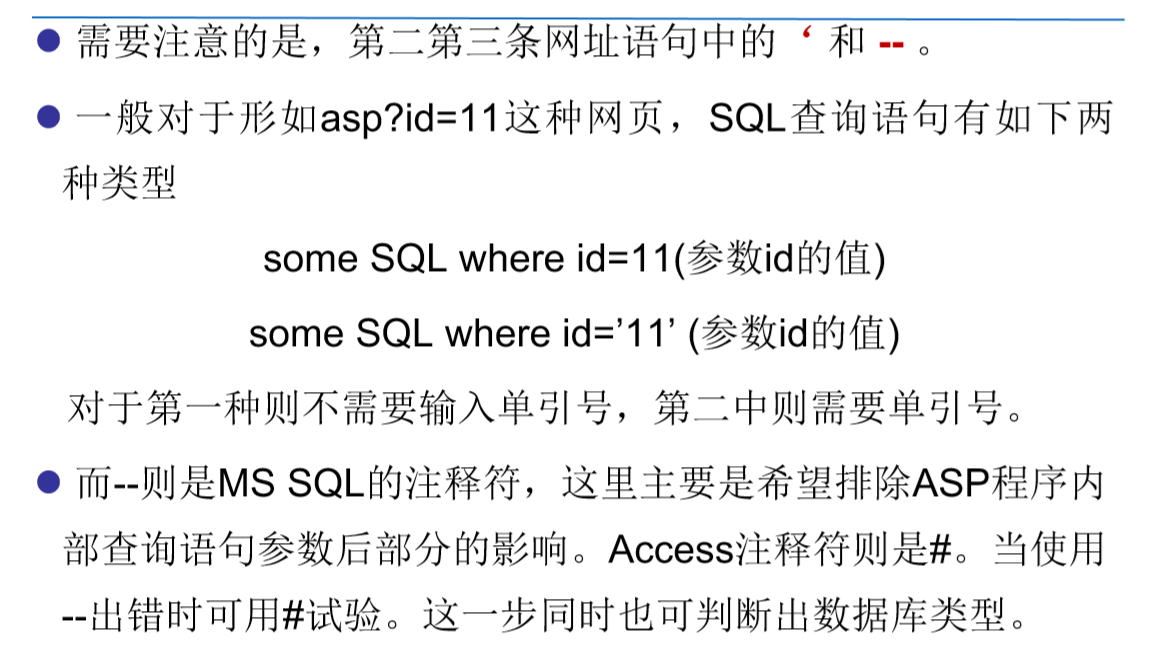 需要注意的是，第二第三条网址语句中的 ‘ 和 -- 。
一般对于形如asp?id=11这种网页，SQL查询语句有如下两
种类型
some SQL where id=11(参数id的值)
some SQL where id=’11’ (参数id的值)
对于第一种则不需要输入单引号，第二中则需要单引号。
而--则是MS SQL的注释符，这里主要是希望排除ASP程序内
部查询语句参数后部分的影响。Access注释符则是#。当使用
--出错时可用#试验。这一步同时也可判断出数据库类型。